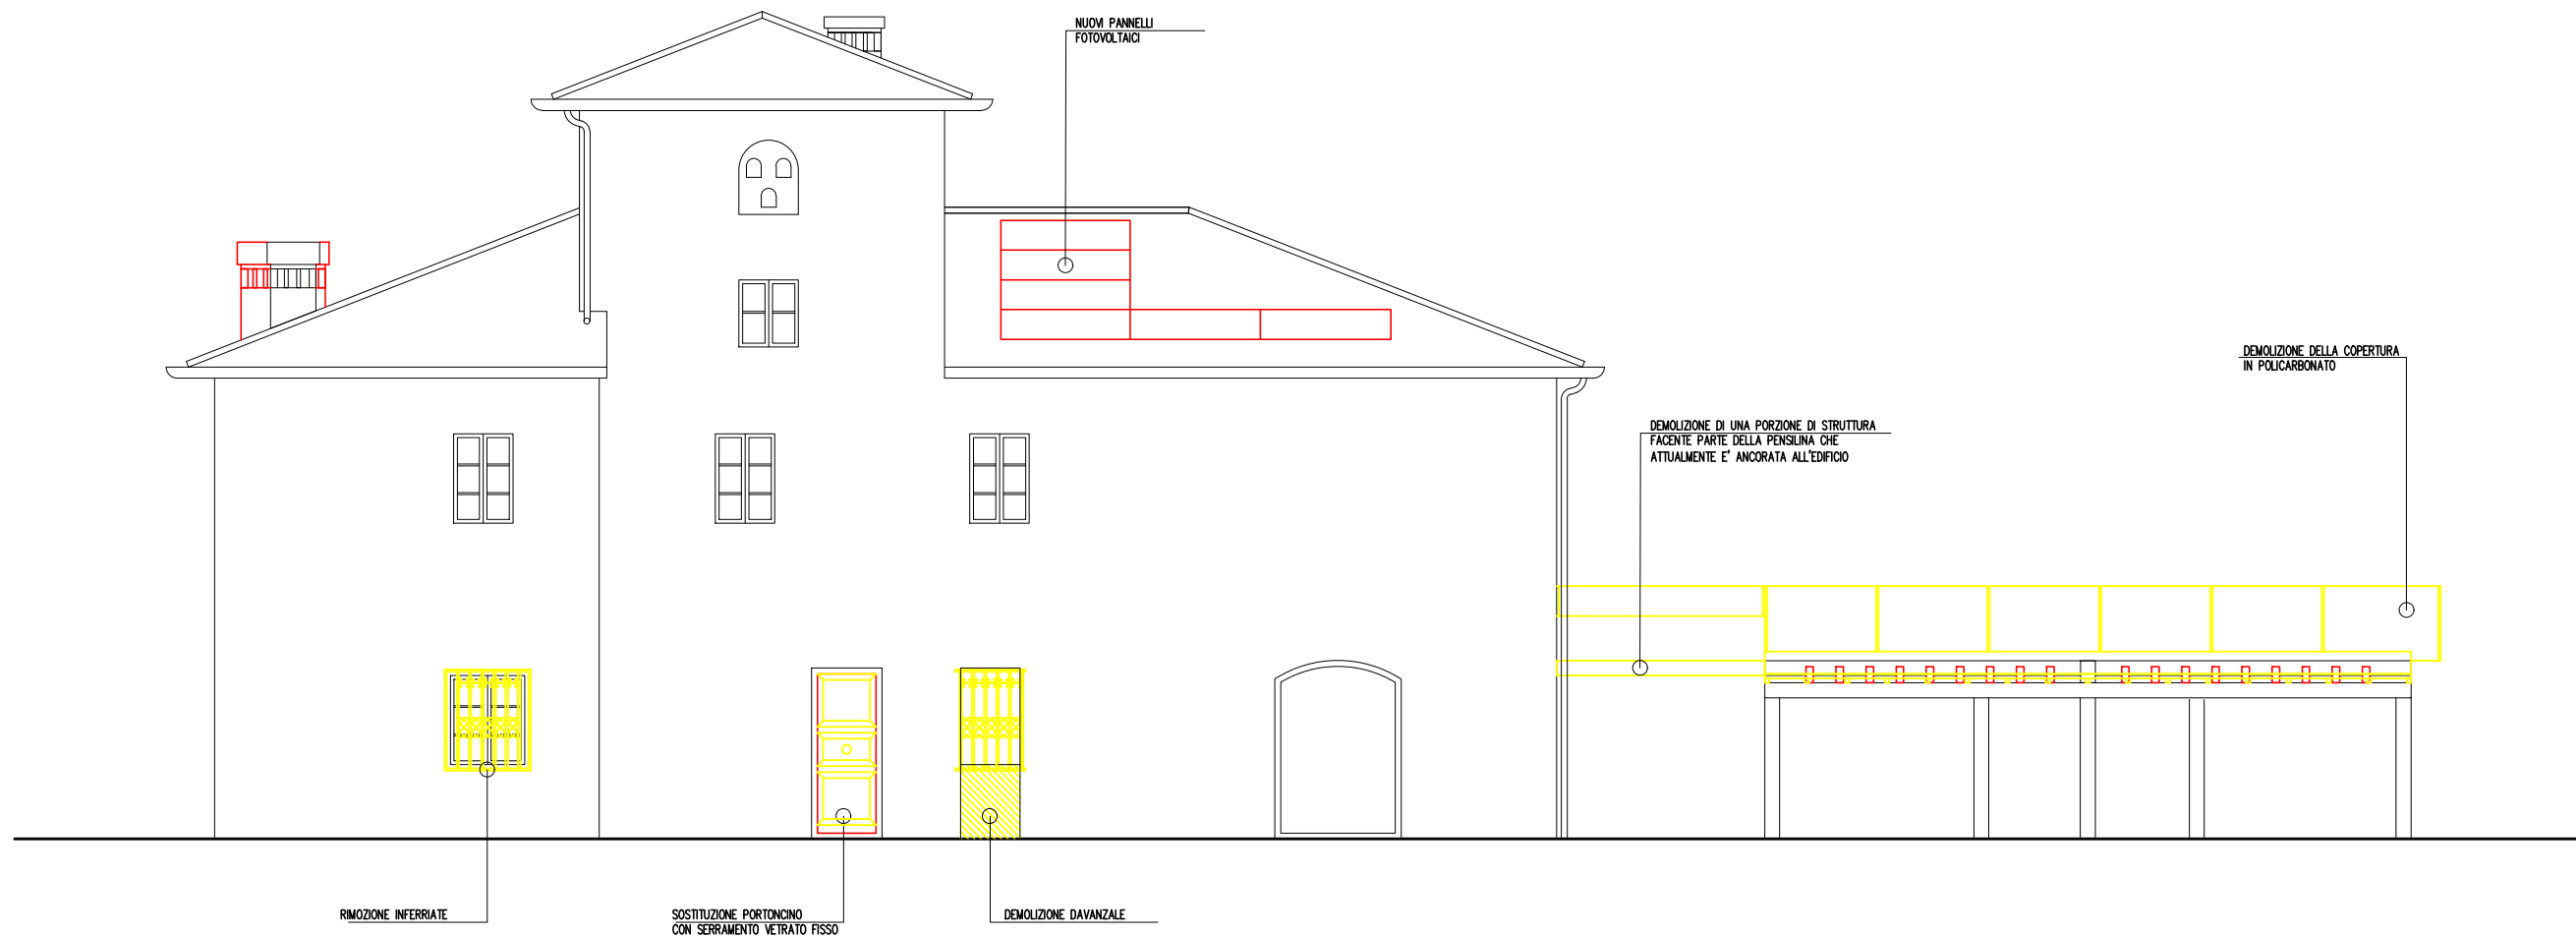 NUOVI PANNELLI
FOTOVOLTAICI
DEMOLIZIONE DELLA COPERTURA
IN POLICARBONATO
DEMOLIZIONE DI UNA PORZIONE DI STRUTTURA
FACENTE PARTE DELLA PENSILINA CHE
ATTUALMENTE E' ANCORATA ALL'EDIFICIO
RIMOZIONE INFERRIATE
SOSTITUZIONE PORTONCINO
CON SERRAMENTO VETRATO FISSO
DEMOLIZIONE DAVANZALE